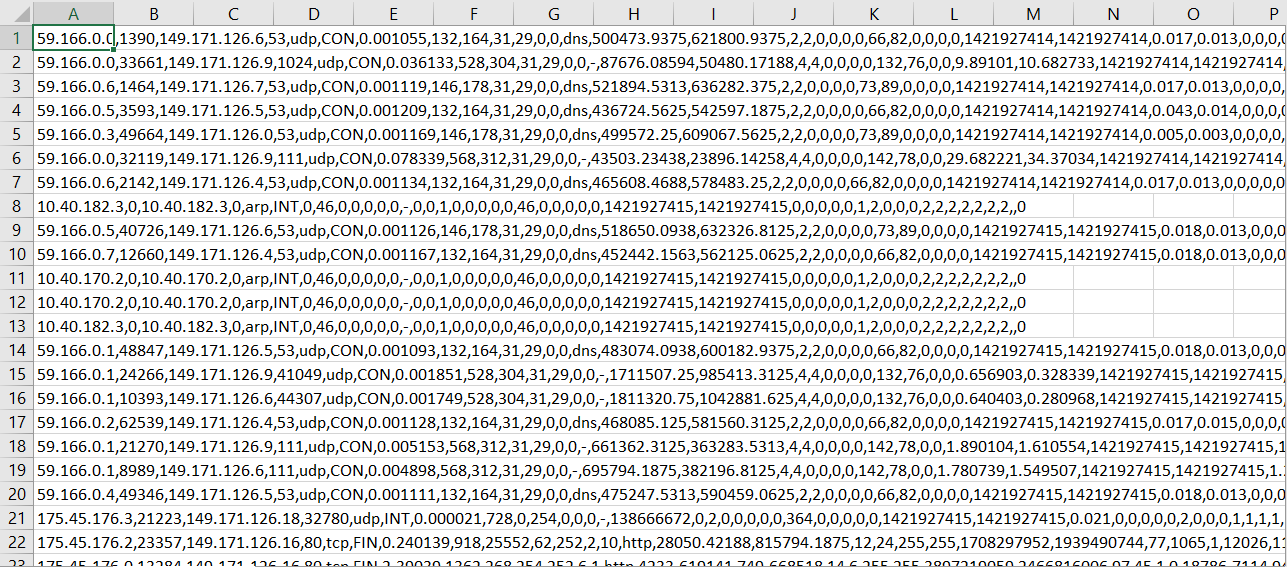 A B C D E F G H I J K L M N O P
1 59.166.0.0,1390,149.171.126.6,53,udp,CON,0.001055,132,164,31,29,0,0,dns,500473.9375,621800.9375,2,2,0,0,0,0,66,82,0,0,0,0,1421927414,1421927414,0.017,0.013,0,0,0,
2 59.166.0.0,33661,149.171.126.9,1024,udp,CON,0.036133,528,304,31,29,0,0,-,87676.08594,50480.17188,4,4,0,0,0,0,132,76,0,0,9.89101,10.682733,1421927414,1421927414,
3 59.166.0.6,1464,149.171.126.7,53,udp,CON,0.001119,146,178,31,29,0,0,dns,521894.5313,636282.375,2,2,0,0,0,0,73,89,0,0,0,0,1421927414,1421927414,0.017,0.013,0,0,0,
4 59.166.0.5,3593,149.171.126.5,53,udp,CON,0.001209,132,164,31,29,0,0,dns,436724.5625,542597.1875,2,2,0,0,0,0,66,82,0,0,0,0,1421927414,1421927414,0.043,0.014,0,0,0,
5 59.166.0.3,49664,149.171.126.0,53,udp,CON,0.001169,146,178,31,29,0,0,dns,499572.25,609067.5625,2,2,0,0,0,0,73,89,0,0,0,0,1421927414,1421927414,0.005,0.003,0,0,0,
6 59.166.0.0,32119,149.171.126.9,111,udp,CON,0.078339,568,312,31,29,0,0,-,43503.23438,23896.14258,4,4,0,0,0,0,142,78,0,0,29.682221,34.37034,1421927414,1421927414,
7 59.166.0.6,2142,149.171.126.4,53,udp,CON,0.001134,132,164,31,29,0,0,dns,465608.4688,578483.25,2,2,0,0,0,0,66,82,0,0,0,0,1421927414,1421927414,0.017,0.013,0,0,0,0
8 10.40.182.3,0,10.40.182.3,0,arp,INT,0,46,0,0,0,0,0,-,0,0,1,0,0,0,0,0,46,0,0,0,0,0,1421927415,1421927415,0,0,0,0,0,1,2,0,0,0,2,2,2,2,2,2,2,,0
9 59.166.0.5,40726,149.171.126.6,53,udp,CON,0.001126,146,178,31,29,0,0,dns,518650.0938,632326.8125,2,2,0,0,0,0,73,89,0,0,0,0,1421927415,1421927415,0.018,0.013,0,0,0
10 59.166.0.7,12660,149.171.126.4,53,udp,CON,0.001167,132,164,31,29,0,0,dns,452442.1563,562125.0625,2,2,0,0,0,0,66,82,0,0,0,0,1421927415,1421927415,0.018,0.013,0,0,0
11 10.40.170.2,0,10.40.170.2,0,arp,INT,0,46,0,0,0,0,0,-,0,0,1,0,0,0,0,0,46,0,0,0,0,0,1421927415,1421927415,0,0,0,0,0,1,2,0,0,0,2,2,2,2,2,2,2,,0
12 10.40.170.2,0,10.40.170.2,0,arp,INT,0,46,0,0,0,0,0,-,0,0,1,0,0,0,0,0,46,0,0,0,0,0,1421927415,1421927415,0,0,0,0,0,1,2,0,0,0,2,2,2,2,2,2,2,,0
13 10.40.182.3,0,10.40.182.3,0,arp,INT,0,46,0,0,0,0,0,-,0,0,1,0,0,0,0,0,46,0,0,0,0,0,1421927415,1421927415,0,0,0,0,0,1,2,0,0,0,2,2,2,2,2,2,2,,0
14 59.166.0.1,48847,149.171.126.5,53,udp,CON,0.001093,132,164,31,29,0,0,dns,483074.0938,600182.9375,2,2,0,0,0,0,66,82,0,0,0,0,1421927415,1421927415,0.018,0.013,0,0,0
15 59.166.0.1,24266,149.171.126.9,41049,udp,CON,0.001851,528,304,31,29,0,0,-,1711507.25,985413.3125,4,4,0,0,0,0,132,76,0,0,0.656903,0.328339,1421927415,1421927415,
16 59.166.0.1,10393,149.171.126.6,44307,udp,CON,0.001749,528,304,31,29,0,0,-,1811320.75,1042881.625,4,4,0,0,0,0,132,76,0,0,0.640403,0.280968,1421927415,1421927415,
17 59.166.0.2,62539,149.171.126.4,53,udp,CON,0.001128,132,164,31,29,0,0,dns,468085.125,581560.3125,2,2,0,0,0,0,66,82,0,0,0,0,1421927415,1421927415,0.017,0.015,0,0,0,
18 59.166.0.1,21270,149.171.126.9,111,udp,CON,0.005153,568,312,31,29,0,0,-,661362.3125,363283.5313,4,4,0,0,0,0,142,78,0,0,1.890104,1.610554,1421927415,1421927415,1
19 59.166.0.1,8989,149.171.126.6,111,udp,CON,0.004898,568,312,31,29,0,0,-,695794.1875,382196.8125,4,4,0,0,0,0,142,78,0,0,1.780739,1.549507,1421927415,1421927415,1.
20 59.166.0.4,49346,149.171.126.5,53,udp,CON,0.001111,132,164,31,29,0,0,dns,475247.5313,590459.0625,2,2,0,0,0,0,66,82,0,0,0,0,1421927415,1421927415,0.018,0.013,0,0,0
21 175.45.176.3,21223,149.171.126.18,32780,udp,INT,0.000021,728,0,254,0,0,0,-,138666672,0,2,0,0,0,0,0,364,0,0,0,0,0,1421927415,1421927415,0.021,0,0,0,0,0,2,0,0,0,1,1,1,1,
22 175.45.176.2,23357,149.171.126.16,80,tcp,FIN,0.240139,918,25552,62,252,2,10,http,28050.42188,815794.1875,12,24,255,255,1708297952,1939490744,77,1065,1,12026,1